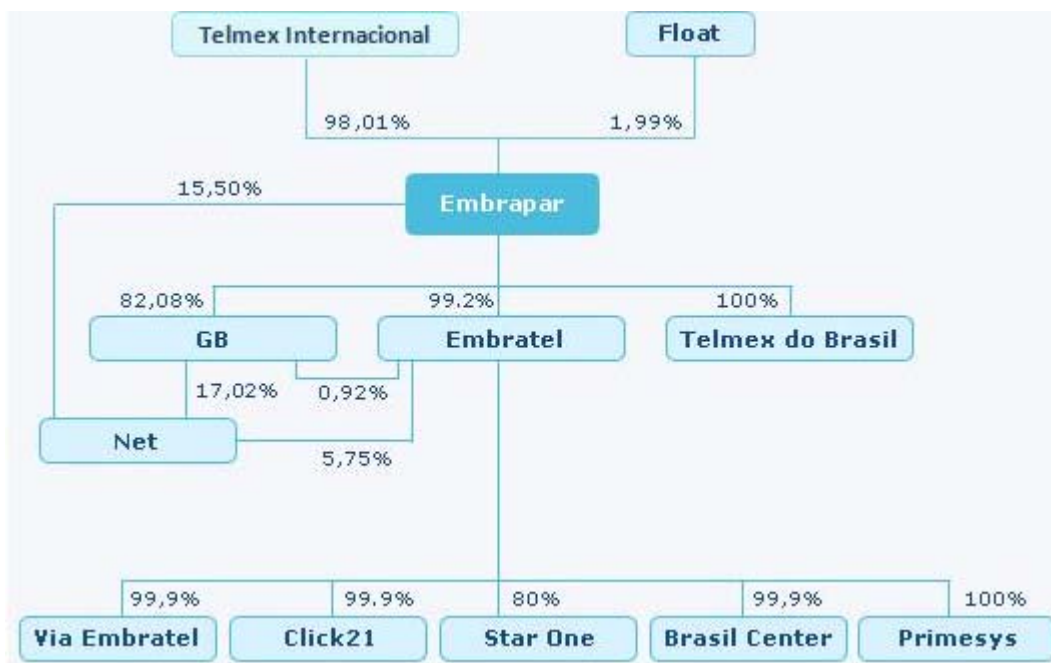 Telmex Internacional
Float
98,01%
1,99%
15,50%
Embrapar
82,08%
99.2%
100%
GB
Embratel
Telmex do Brasil
17,02%
0,92%
Net
5,75%
99,9%
99.9%
80%
99,9%
100%
Via Embratel
Click21
Star One
Brasil Center
Primesys